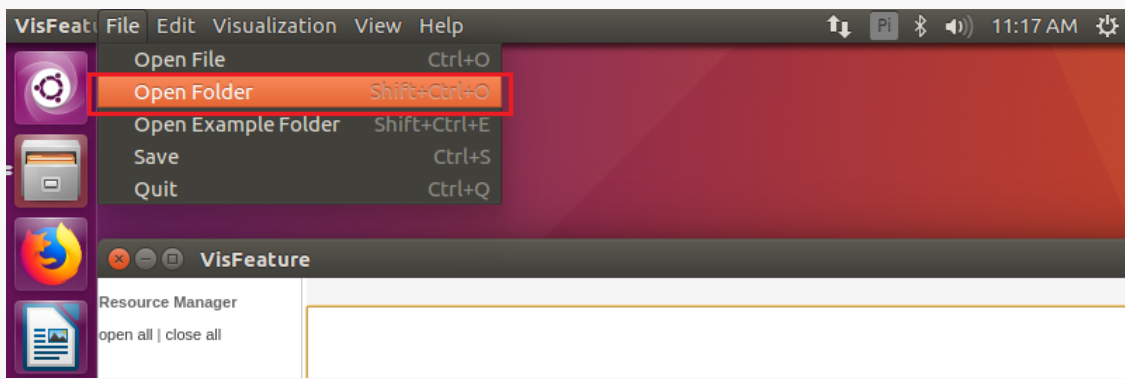 VisFeatu File Edit Visualization View Help Pi 11:17 AM
Open File Ctrl+O
Open Folder Shift+Ctrl+O
Open Example Folder Shift+Ctrl+E
Save Ctrl+S
Quit Ctrl+Q
VisFeature
Resource Manager
open all | close all